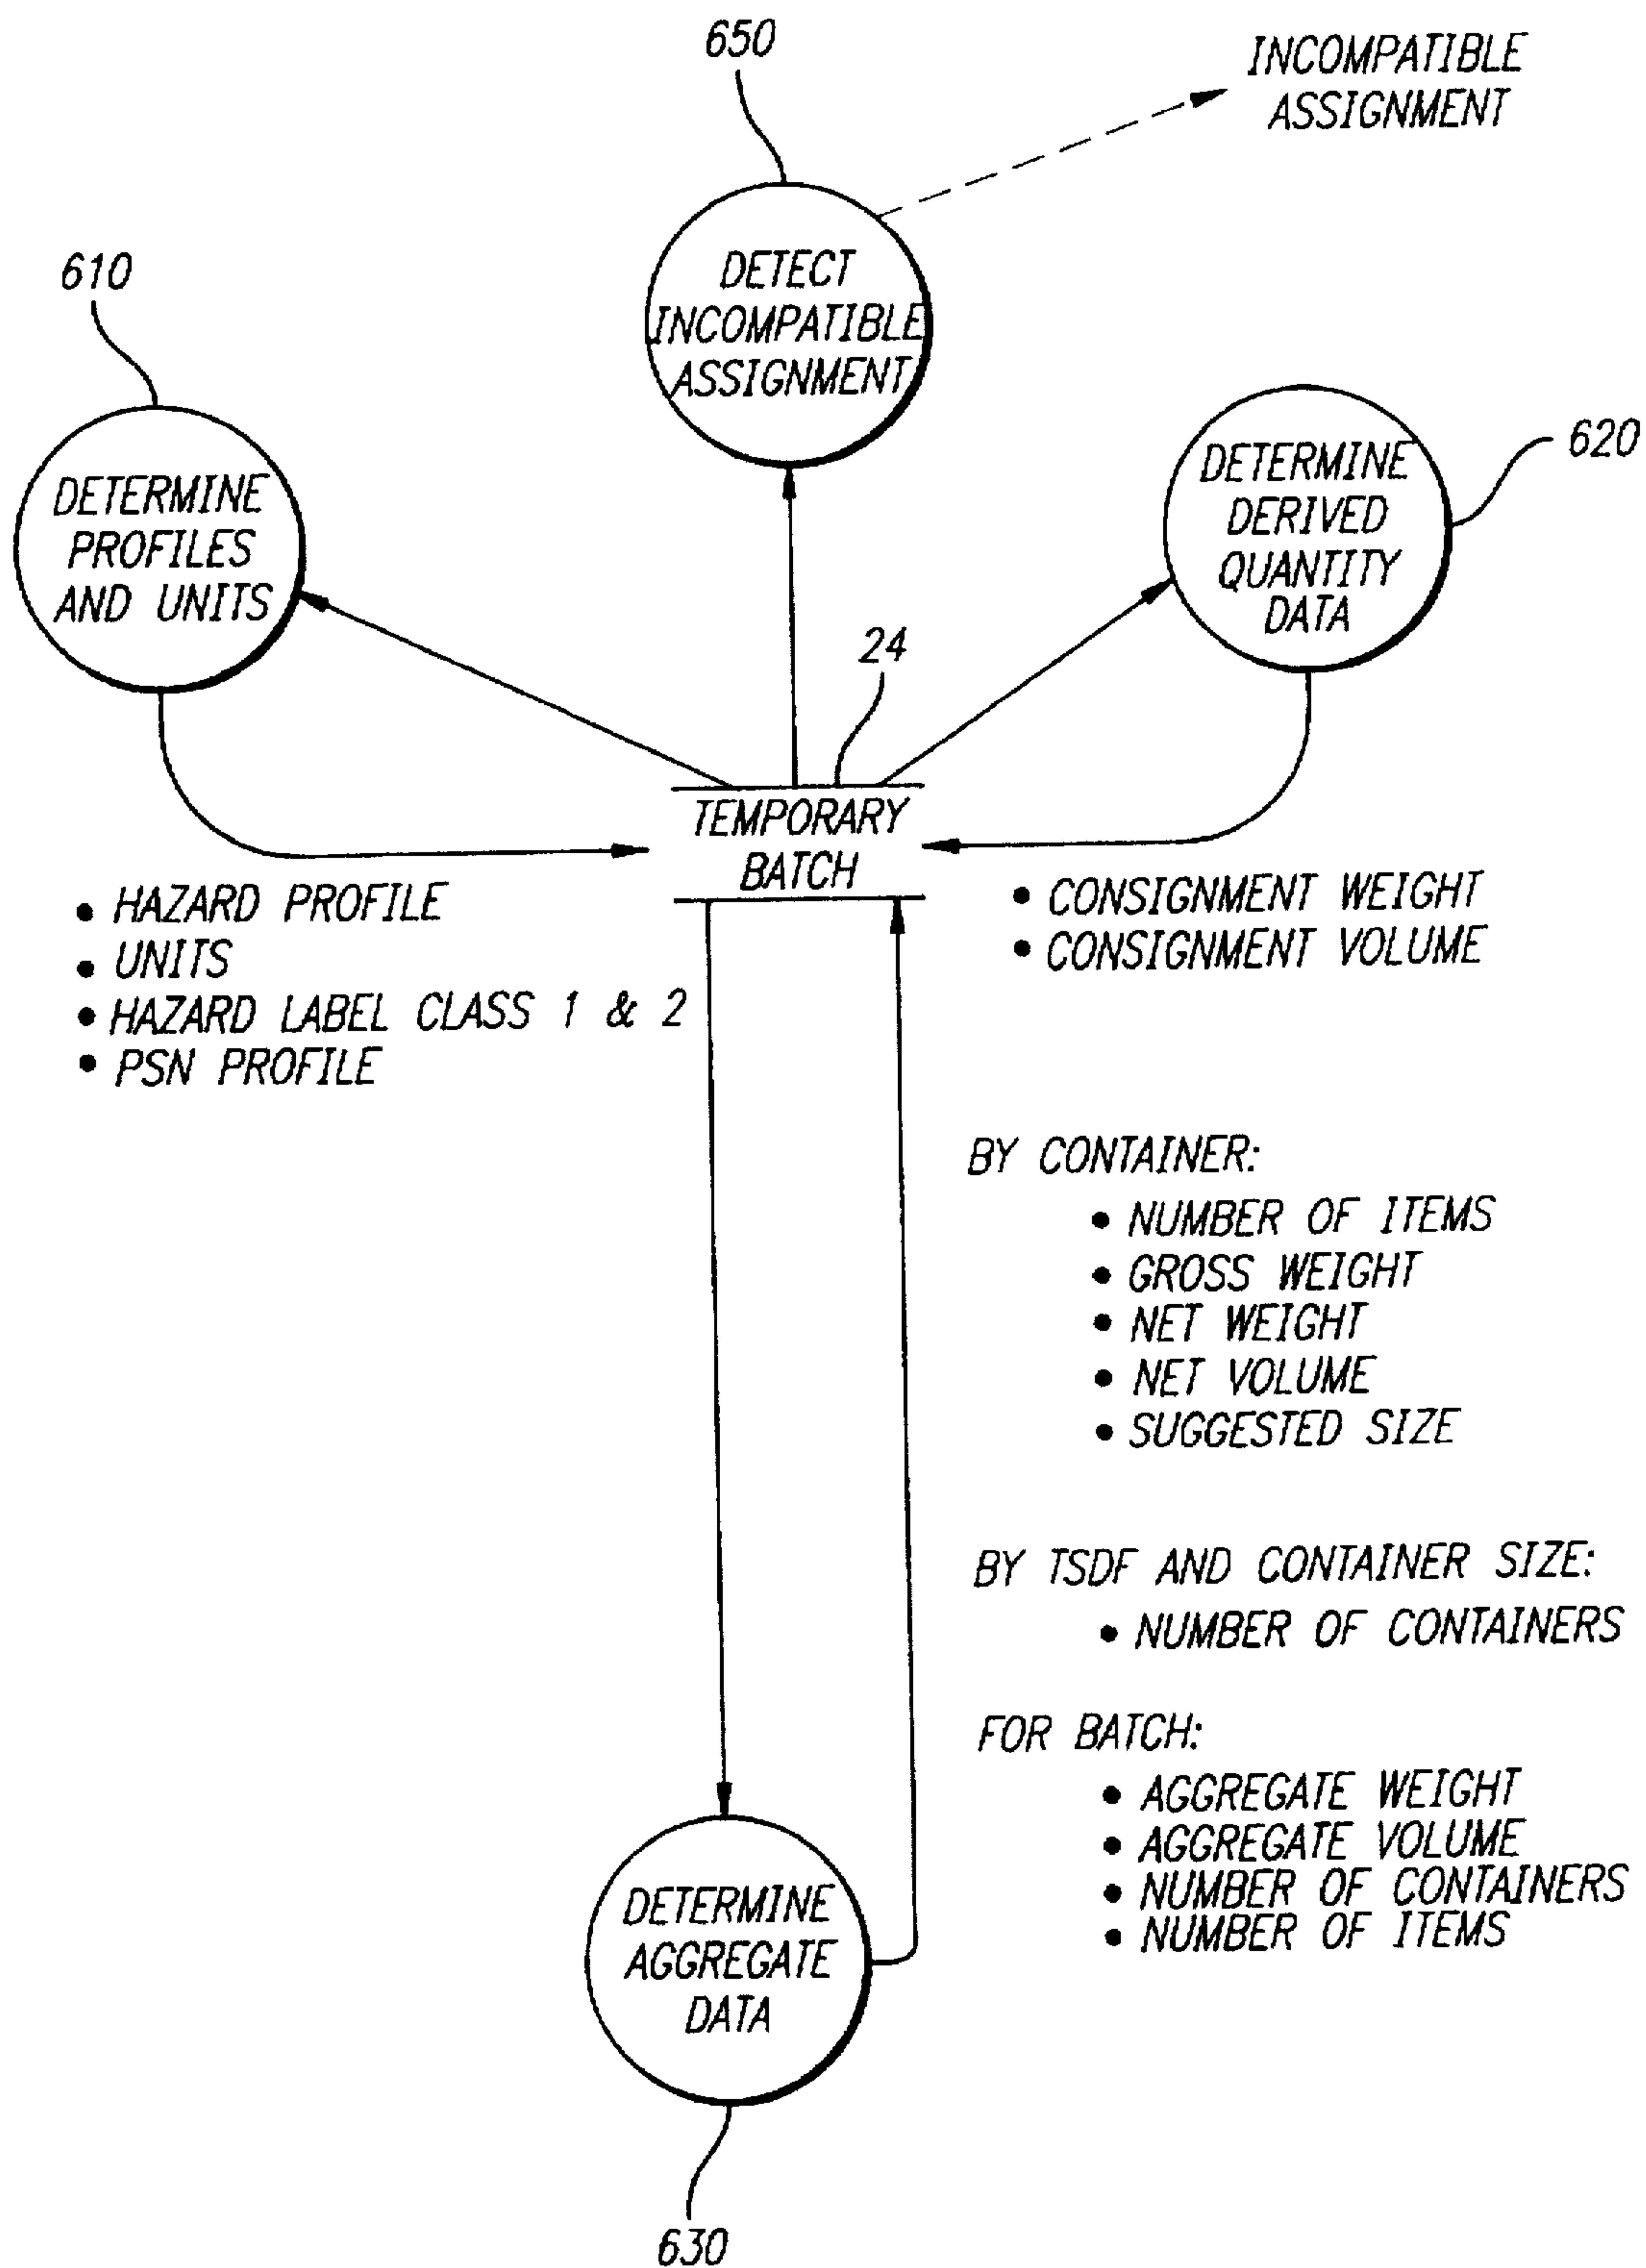 650
INCOMPATIBLE
ASSIGNMENT
610
DETECT
INCOMPATIBLE
ASSIGNMENT
620
DETERMINE
PROFILES
AND UNITS
DETERMINE
DERIVED
QUANTITY
DATA
24
TEMPORARY
BATCH
• HAZARD PROFILE
• UNITS
• HAZARD LABEL CLASS 1 & 2
• PSN PROFILE
• CONSIGNMENT WEIGHT
• CONSIGNMENT VOLUME
BY CONTAINER:
• NUMBER OF ITEMS
• GROSS WEIGHT
• NET WEIGHT
• NET VOLUME
• SUGGESTED SIZE
BY TSDF AND CONTAINER SIZE:
• NUMBER OF CONTAINERS
FOR BATCH:
• AGGREGATE WEIGHT
• AGGREGATE VOLUME
• NUMBER OF CONTAINERS
• NUMBER OF ITEMS
DETERMINE
AGGREGATE
DATA
630